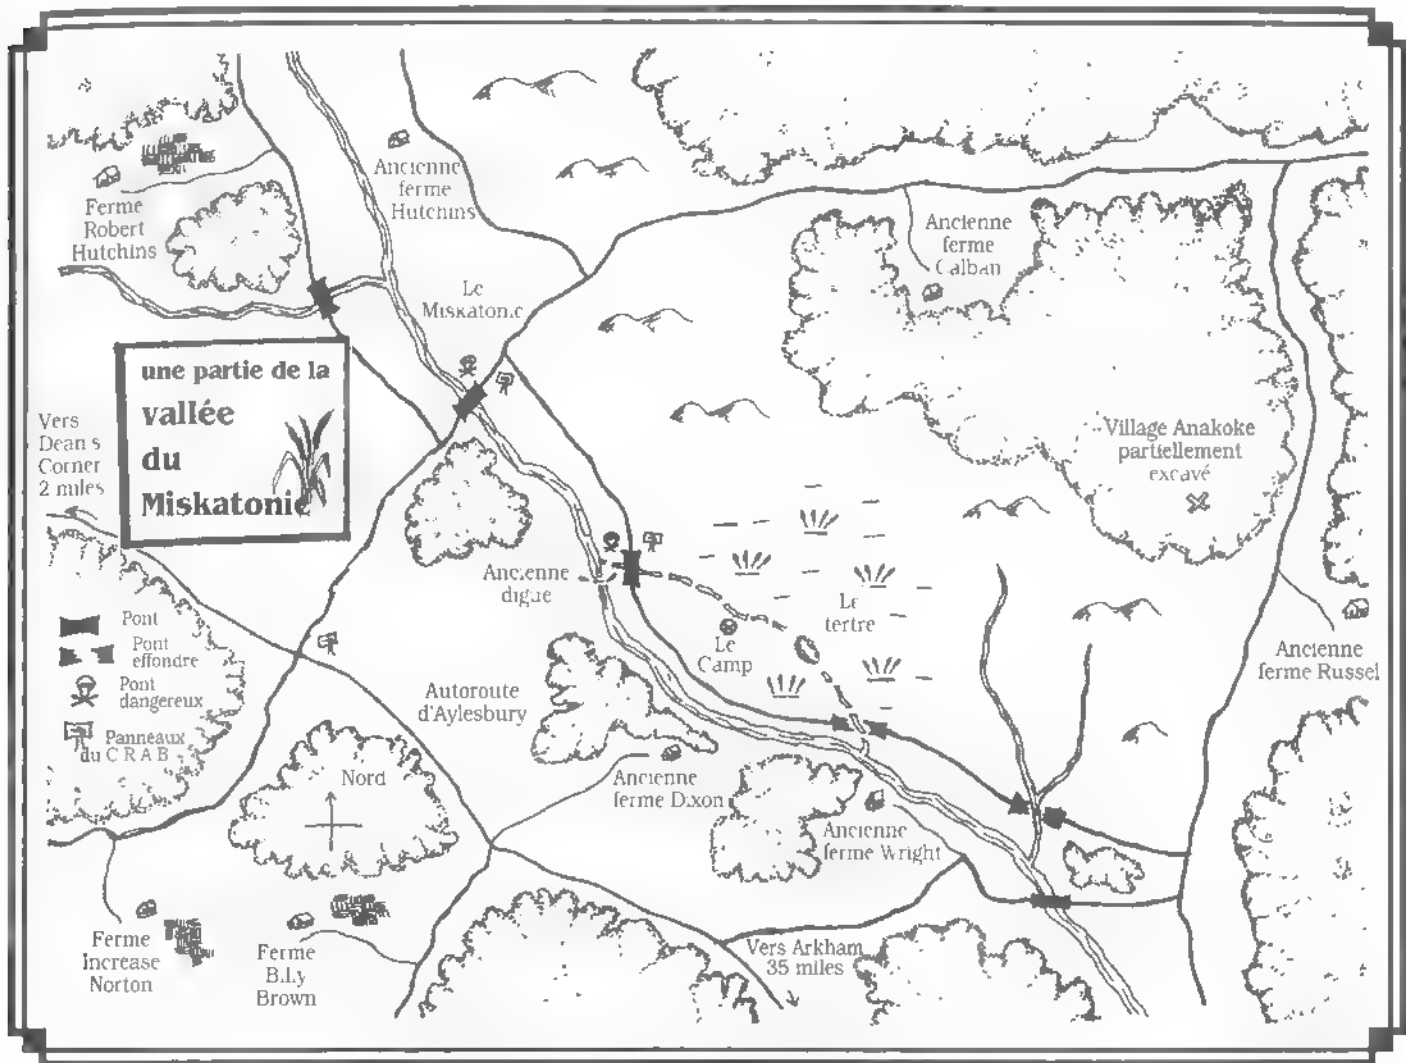 Ancienne
ferme
Hutchins
Ferme
Robert
Hutchins
Ancienne
ferme
Calban
Le
Miskatonic
une partie de la
vallée
du
Miskatonic
Vers
Dean's
Corner
2 miles
Village Anakoke
partiellement
excavé
Ancienne
digue
Le
tertre
Le
Camp
Pont
Pont
effondre
Pont
dangereux
Panneaux
du C R A B
Autoroute
d'Aylesbury
Ancienne
ferme Russel
Nord
Ancienne
ferme Dixon
Ancienne
ferme Wright
Ferme
Increase
Norton
Ferme
Billy
Brown
Vers Arkham
35 miles